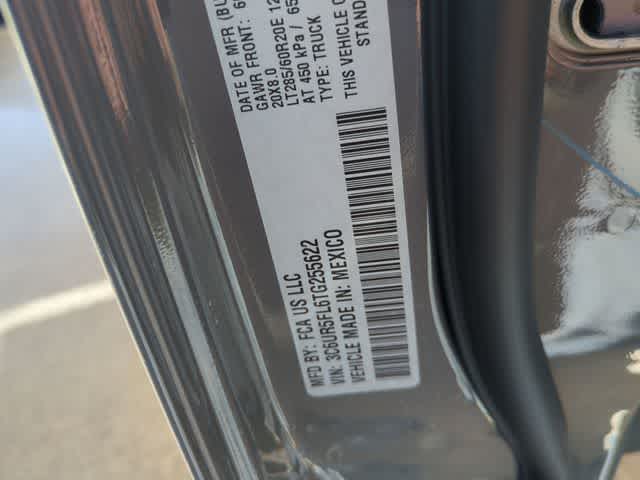 MFD BY: FCA US LLC
VIN: 3C6UR5FL6TG255622
VEHICLE MADE IN: MEXICO
DATE OF MFR
GAWR FRONT:
20X8.0
LT285/60R20E
AT 450 kPa /
TYPE: TRUCK
THIS VEHICLE